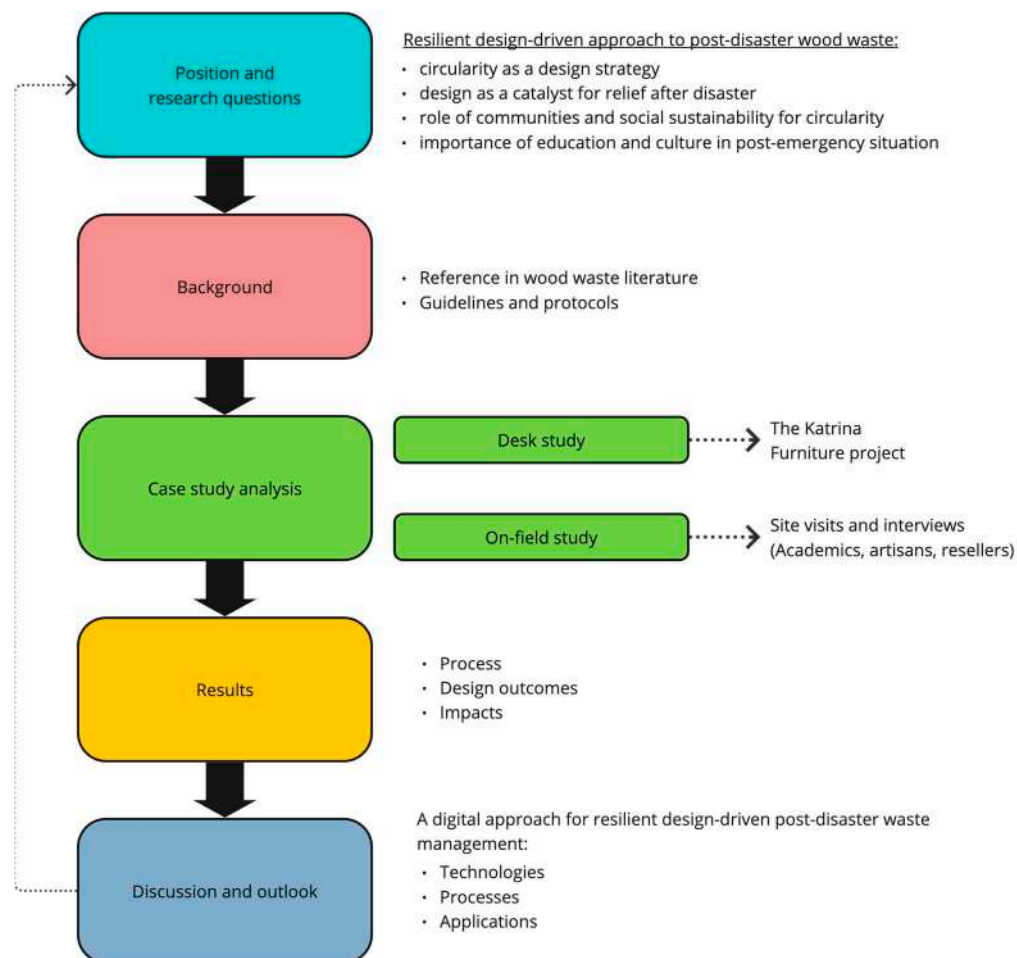 Position and
research questions
Resilient design-driven approach to post-disaster wood waste:
· circularity as a design strategy
· design as a catalyst for relief after disaster
· role of communities and social sustainability for circularity
· importance of education and culture in post-emergency situation
Background
· Reference in wood waste literature
· Guidelines and protocols
Case study analysis
Desk study
The Katrina
Furniture project
On-field study
Site visits and interviews
(Academics, artisans, resellers)
Results
· Process
· Design outcomes
· Impacts
Discussion and outlook
A digital approach for resilient design-driven post-disaster waste
management:
· Technologies
· Processes
· Applications